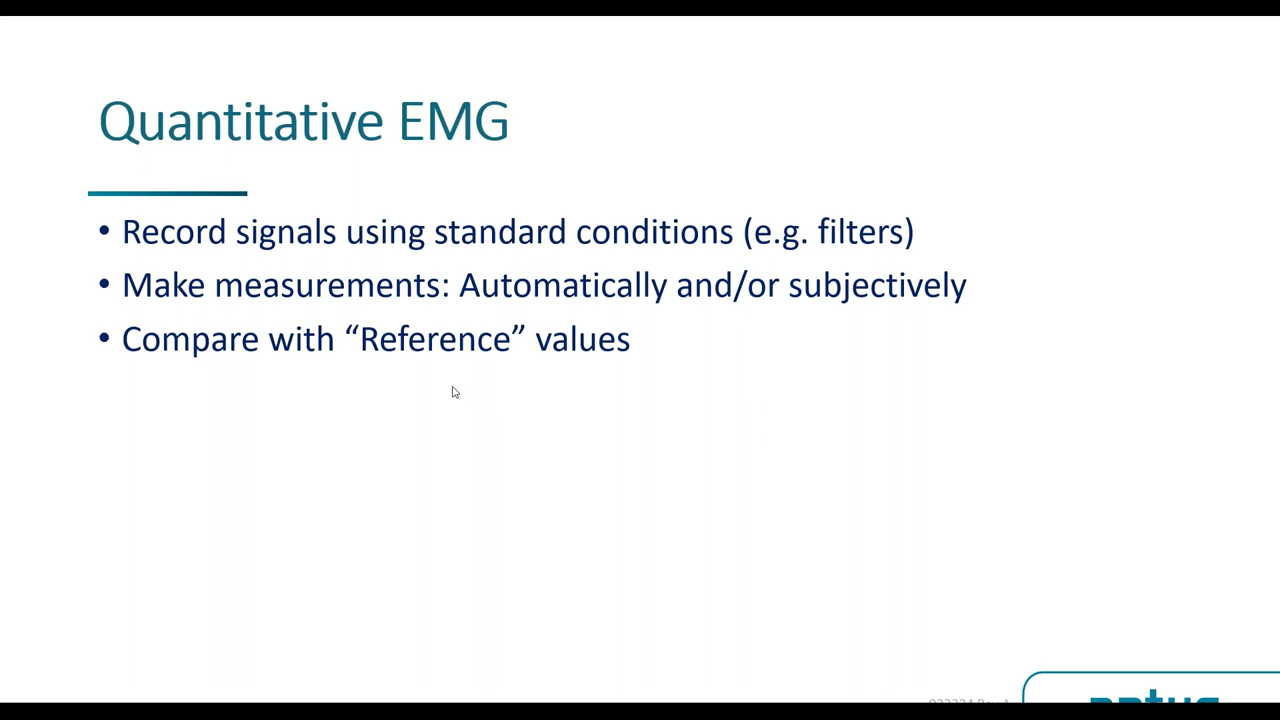 Quantitative EMG
• Record signals using standard conditions (e.g. filters)
• Make measurements: Automatically and/or subjectively
• Compare with “Reference” values